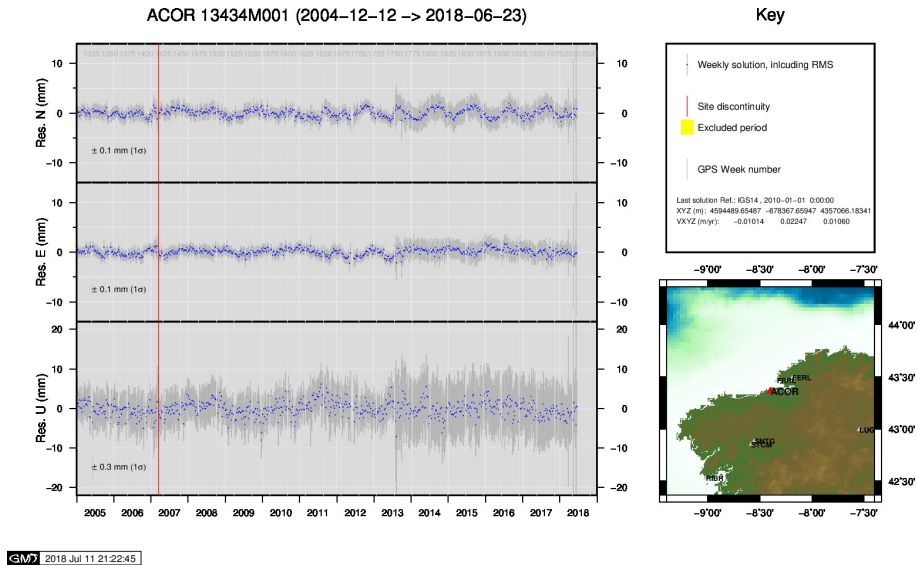 ACOR 13434M001 (2004−12−12 −> 2018−06−23)
Key
Res. N (mm)
10
0
−10
10
0
−10
± 0.1 mm (1σ)
Res. E (mm)
10
0
−10
10
0
−10
± 0.1 mm (1σ)
Res. U (mm)
20
10
0
−10
−20
20
10
0
−10
−20
± 0.3 mm (1σ)
2005 2006 2007 2008 2009 2010 2011 2012 2013 2014 2015 2016 2017 2018
Weekly solution, inlcuding RMS
Site discontinuity
Excluded period
GPS Week number
Last solution Ref.: IGS14 , 2010−01−01 0:00:00
XYZ (m): 4594489.65487 −678367.65947 4357066.18341
VXYZ (m/yr): −0.01014 0.02247 0.01060
−9˚00' −8˚30' −8˚00' −7˚30'
44˚00'
43˚30'
43˚00'
42˚30'
FERL
ACOR
LUG
SNTG
STCM
RIBR
−9˚00' −8˚30' −8˚00' −7˚30'
GMT 2018 Jul 11 21:22:45